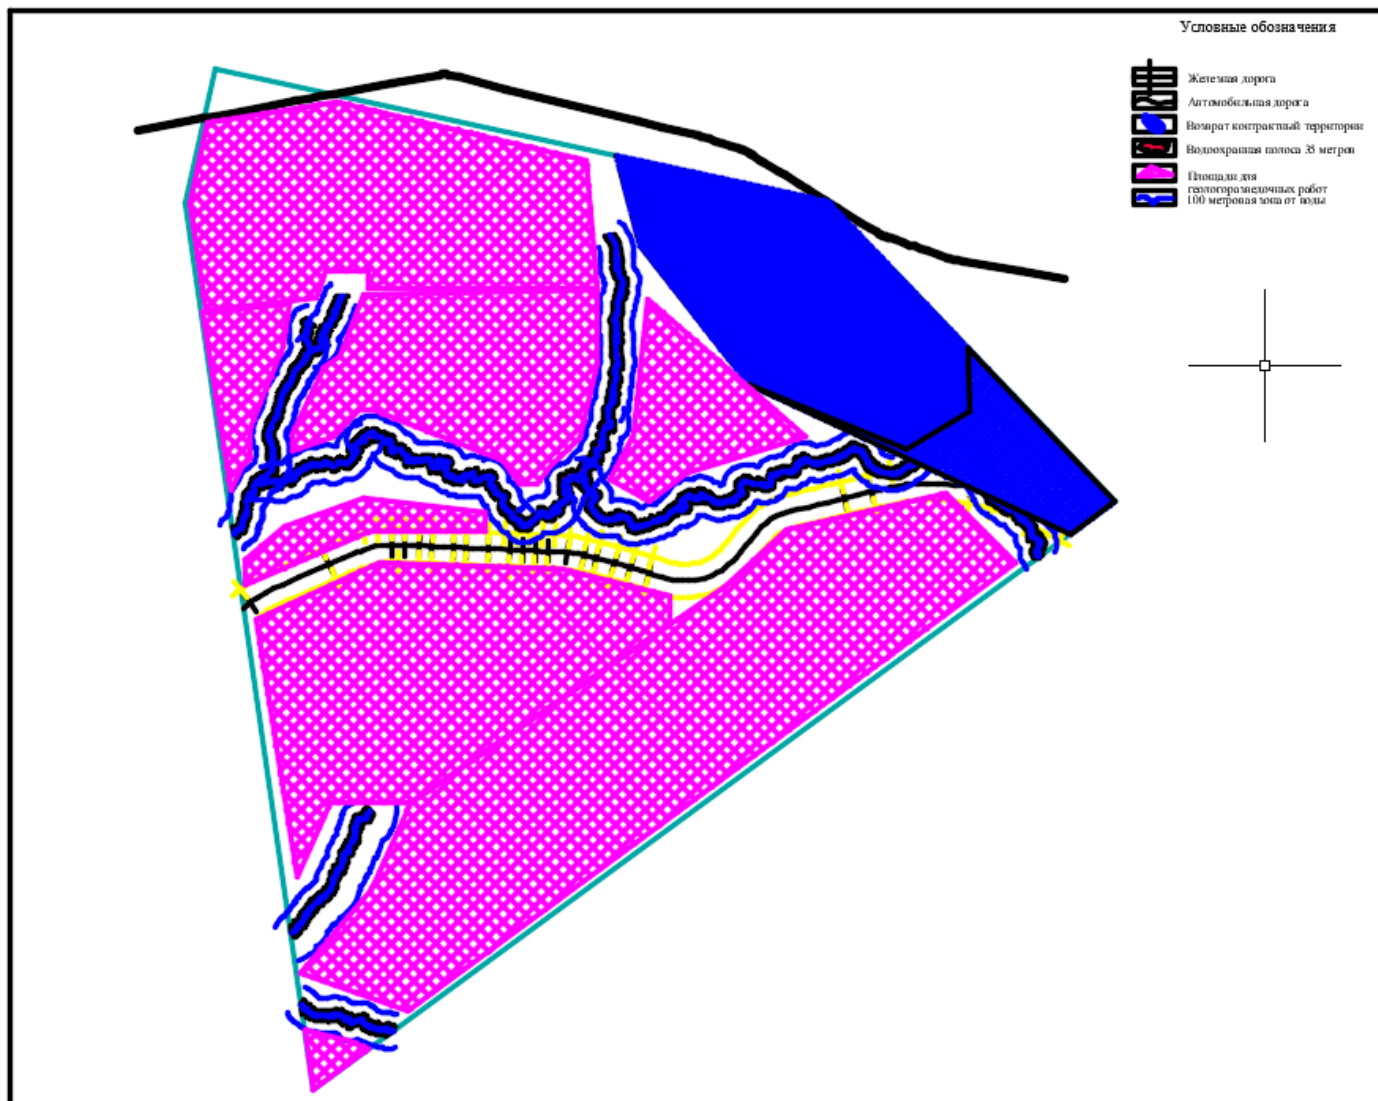 Условные обозначения
Железная дорога
Автомобильная дорога
Возврат контрактный территории
Водоохранная полоса 35 метров
Площади для
геологоразведочных работ
100 метровая зона от воды